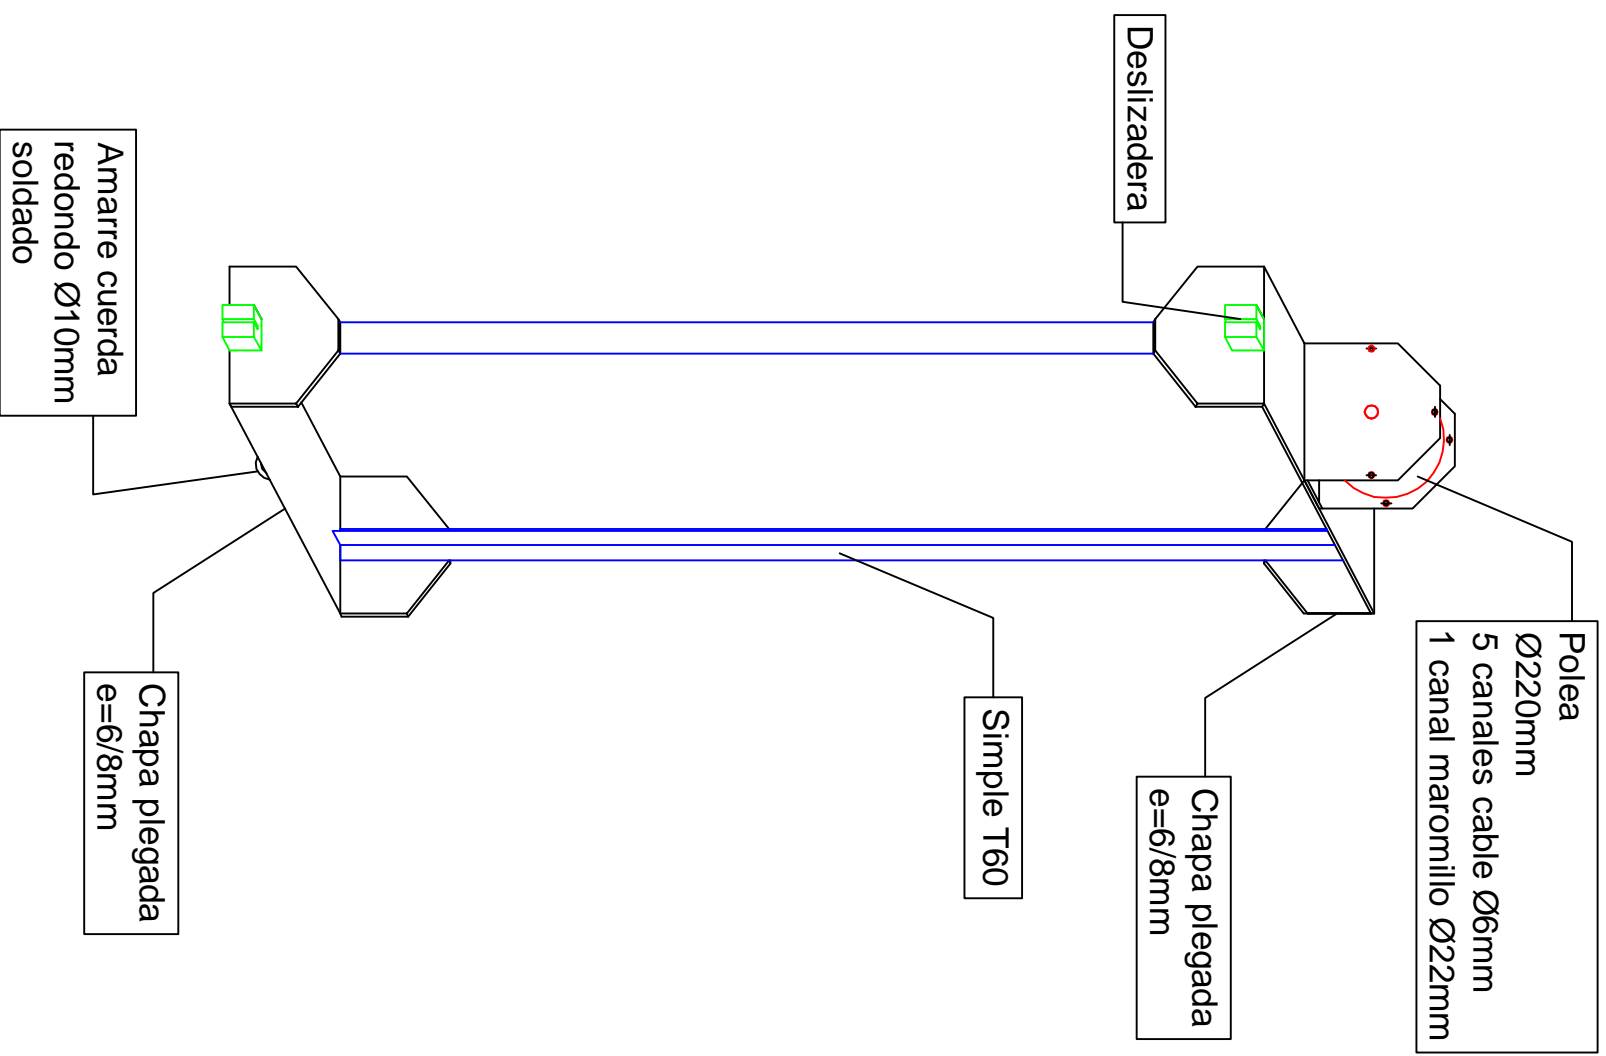 Polea
Ø220mm
5 canales cable Ø6mm
1 canal maromillo Ø22mm
Deslizadera
Chapa plegada
e=6/8mm
Simple T60
Amarre cuerda
redondo Ø10mm
soldado
Chapa plegada
e=6/8mm